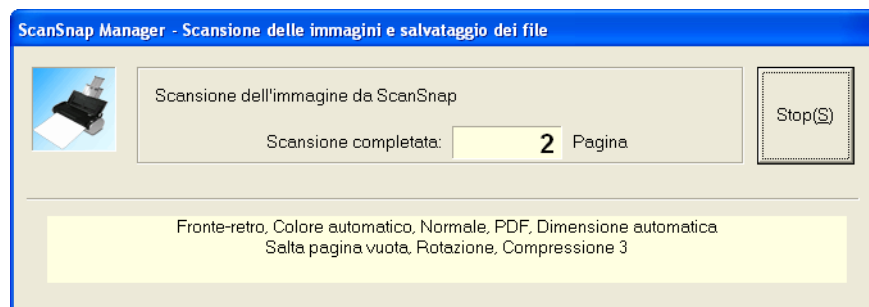 ScanSnap Manager - Scansione delle immagini e salvataggio dei file
Scansione dell'immagine da ScanSnap
Stop(S)
Scansione completata: 2 Pagina
Fronte-retro, Colore automatico, Normale, PDF, Dimensione automatica
Salta pagina vuota, Rotazione, Compressione 3